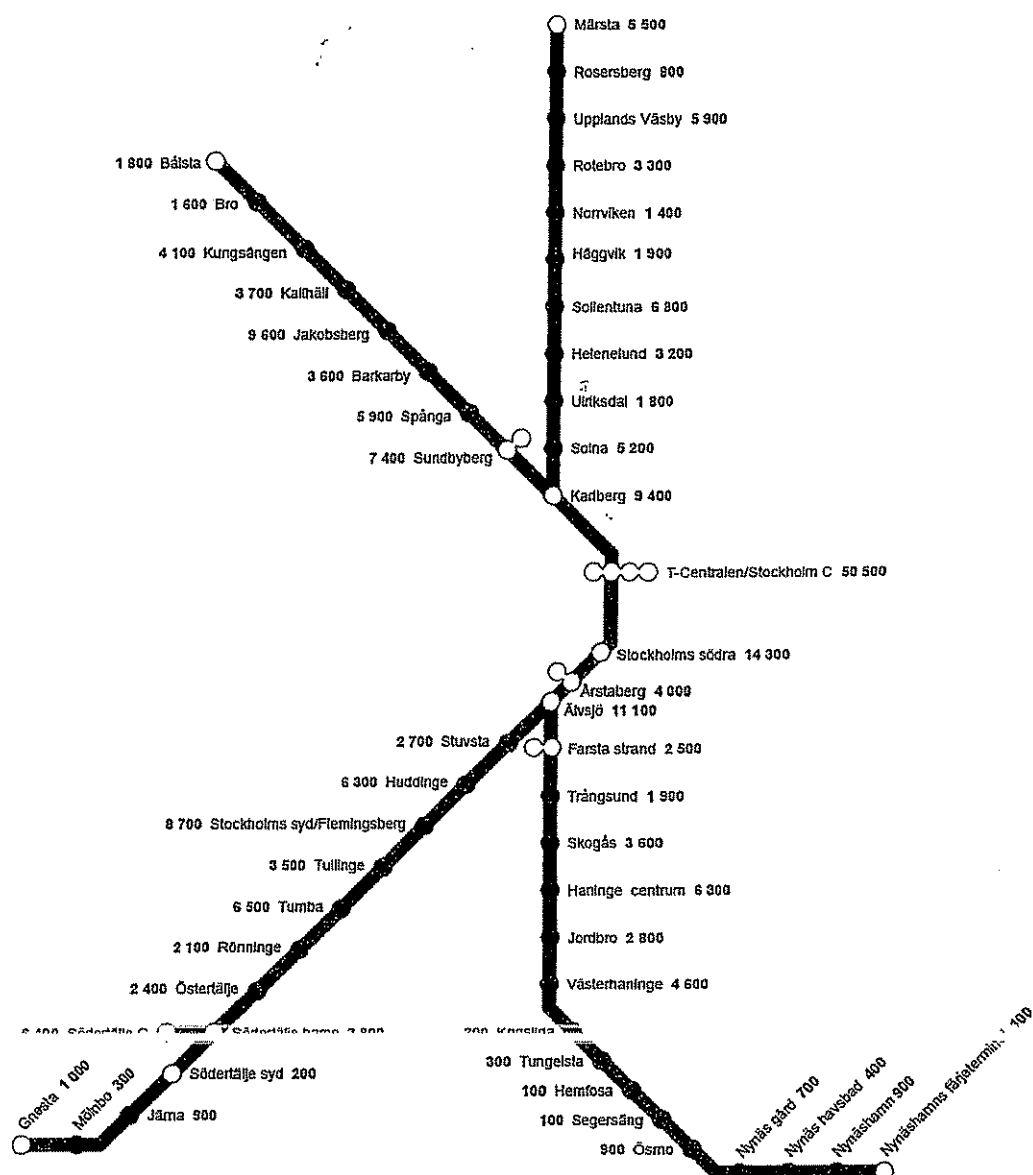 Märsta 5 500
Rosersberg 800
Upplands Väsby 5 900
1 800 Bålsta
Rotebro 3 300
1 600 Bro
Norrviken 1 400
4 100 Kungsängen
Häggvik 1 900
3 700 Kallhäll
Sollentuna 6 800
9 600 Jakobsberg
Helenelund 3 200
3 600 Barkarby
Ulriksdal 1 800
5 900 Spånga
Solna 5 200
7 400 Sundbyberg
Karlberg 9 400
T-Centralen/Stockholm C 50 500
Stockholms södra 14 300
Årstaberg 4 000
Älvsjö 11 100
2 700 Stuvsta
Farsta strand 2 500
6 300 Huddinge
Trångsund 1 900
8 700 Stockholms syd/Flemingsberg
Skogås 3 600
3 500 Tullinge
Haninge centrum 6 300
6 500 Tumba
Jordbro 2 800
2 100 Rönninge
Västerhaninge 4 600
2 400 Östertälje
Södertälje C
Södertälje hamn
300 Tungelsta
Södertälje syd 200
100 Hemfosa
Gnesta 1 000
Mölnbo 300
Järna 900
100 Segersäng
900 Ösmo
Nynäs gård 700
Nynäs havsbad 400
Nynäshamn 900
Nynäshamns 100